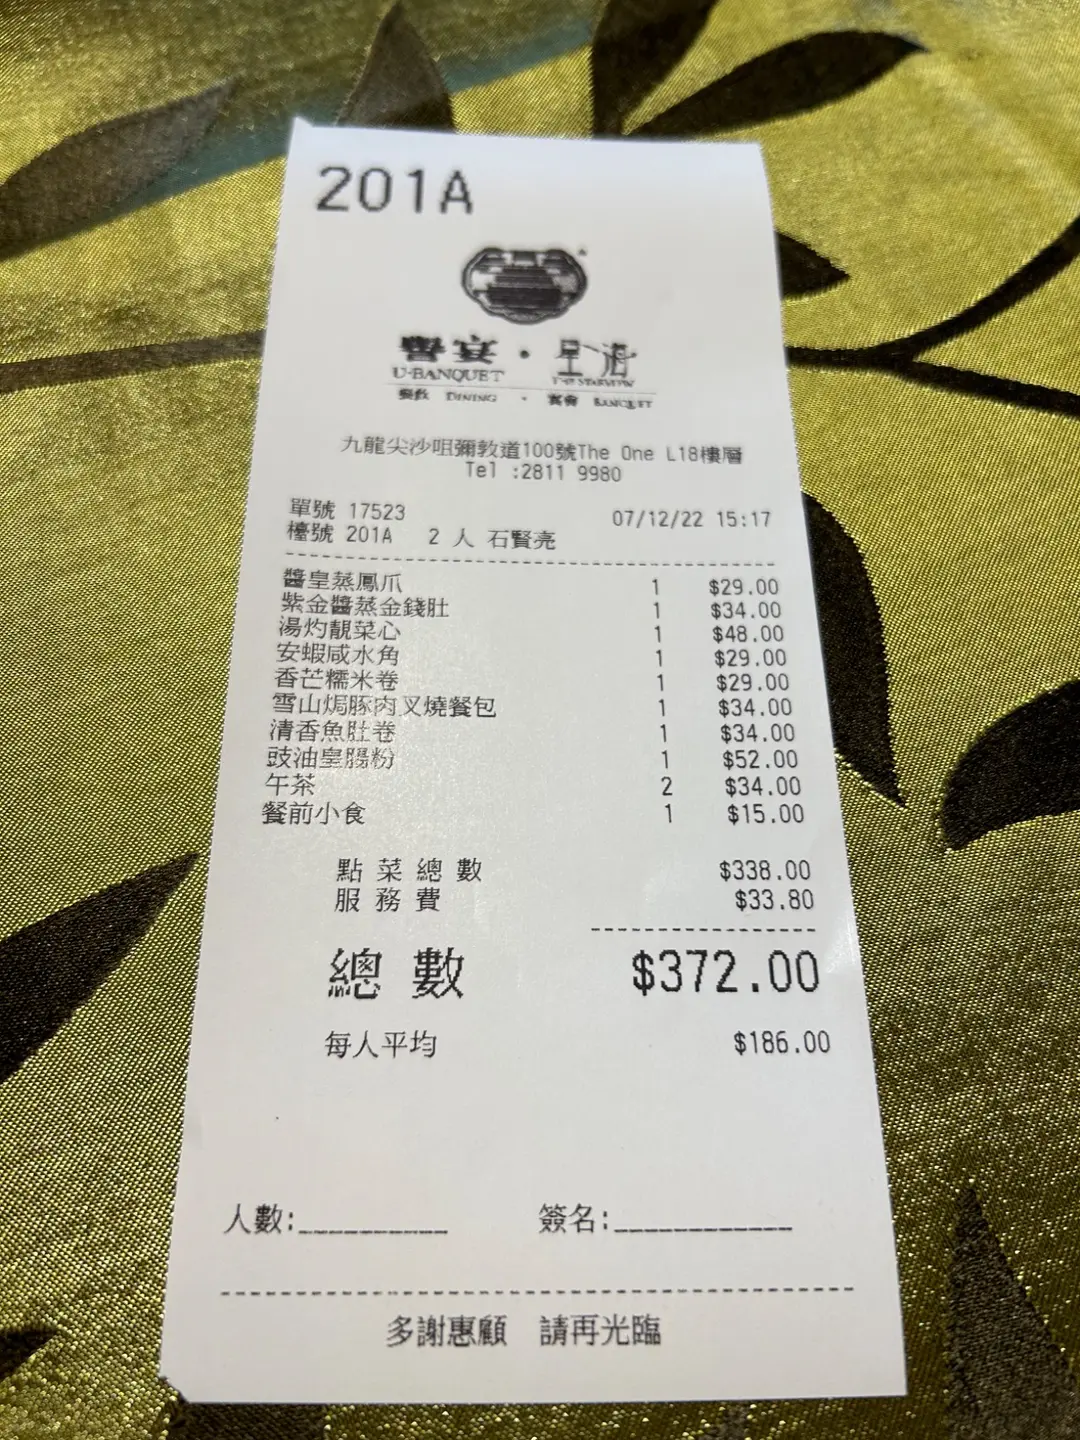 201A
譽宴・星海
U-BANQUET THE STARVIEW
餐飲 DINING ・ 宴會 BANQUET
九龍尖沙咀彌敦道100號The One L18樓層
Tel :2811 9980
單號 17523 07/12/22 15:17
檯號 201A 2 人 石賢亮
醬皇蒸鳳爪 1 $29.00
紫金醬蒸金錢肚 1 $34.00
湯灼靚菜心 1 $48.00
安蝦咸水角 1 $29.00
香芒糯米卷 1 $29.00
雪山焗豚肉叉燒餐包 1 $34.00
清香魚肚卷 1 $34.00
豉油皇腸粉 1 $52.00
午茶 2 $34.00
餐前小食 1 $15.00
點菜總數 $338.00
服務費 $33.80
總數 $372.00
每人平均 $186.00
人數:__________ 簽名:____________
多謝惠顧 請再光臨